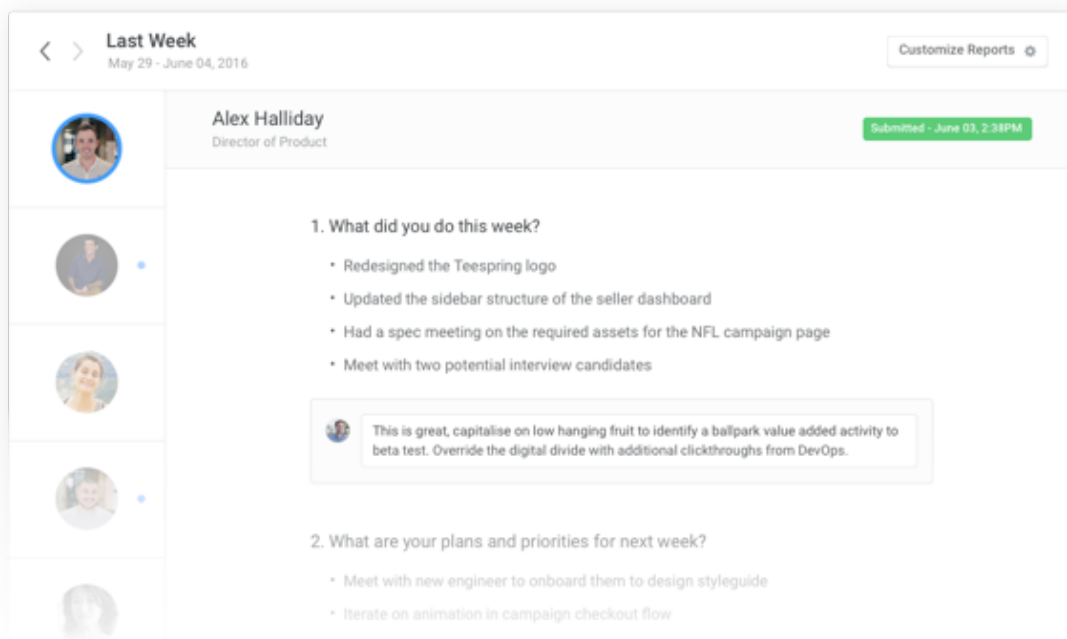 Last Week
May 29 - June 04, 2016
Customize Reports
Alex Halliday
Director of Product
Submitted - June 03, 2:38PM
1. What did you do this week?
• Redesigned the Teespring logo
• Updated the sidebar structure of the seller dashboard
• Had a spec meeting on the required assets for the NFL campaign page
• Meet with two potential interview candidates
This is great, capitalise on low hanging fruit to identify a ballpark value added activity to
beta test. Override the digital divide with additional clickthroughs from DevOps.
2. What are your plans and priorities for next week?
• Meet with new engineer to onboard them to design styleguide
• Iterate on animation in campaign checkout flow